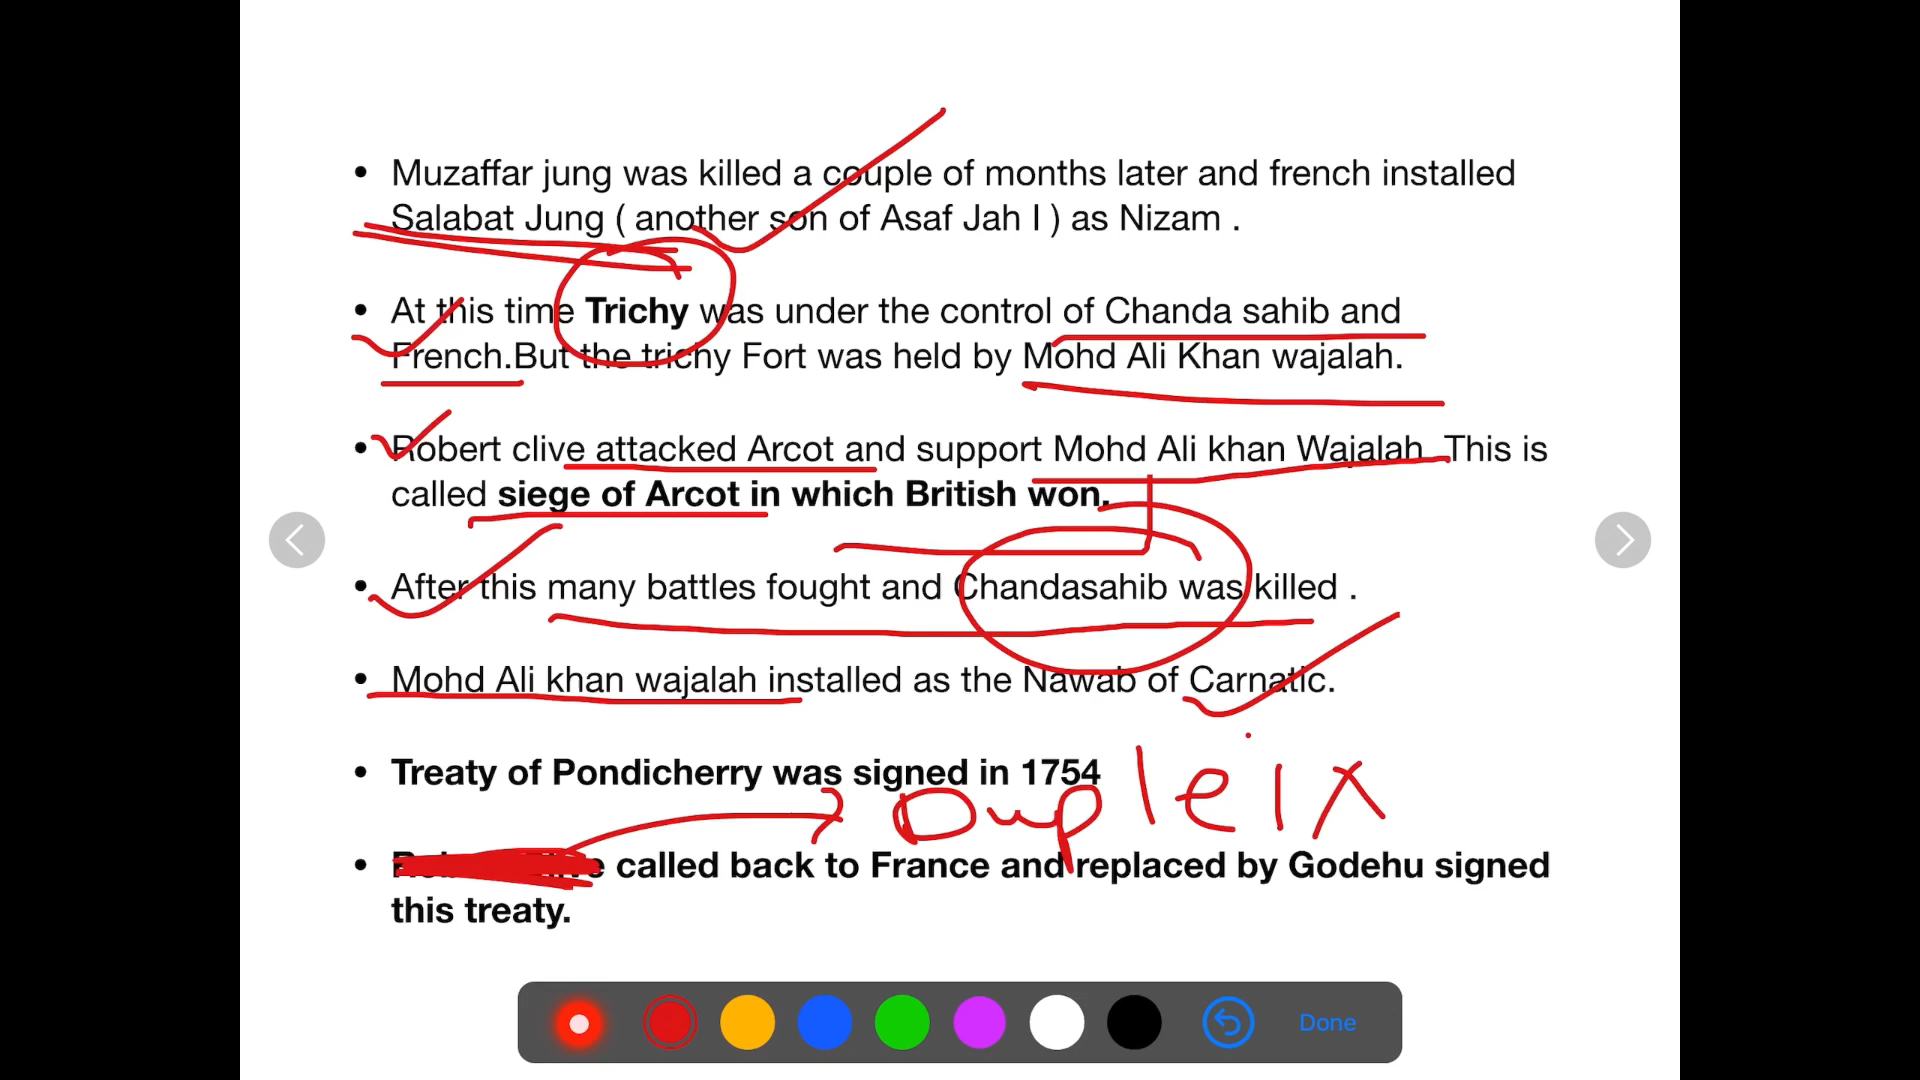 • Muzaffar jung was killed a couple of months later and french installed
Salabat Jung ( another son of Asaf Jah I ) as Nizam .
• At this time Trichy was under the control of Chanda sahib and
French.But the trichy Fort was held by Mohd Ali Khan wajalah.
• Robert clive attacked Arcot and support Mohd Ali khan Wajalah. This is
called siege of Arcot in which British won.
• After this many battles fought and Chandasahib was killed .
• Mohd Ali khan wajalah installed as the Nawab of Carnatic.
• Treaty of Pondicherry was signed in 1754
Dupleix
• called back to France and replaced by Godehu signed
this treaty.
Done